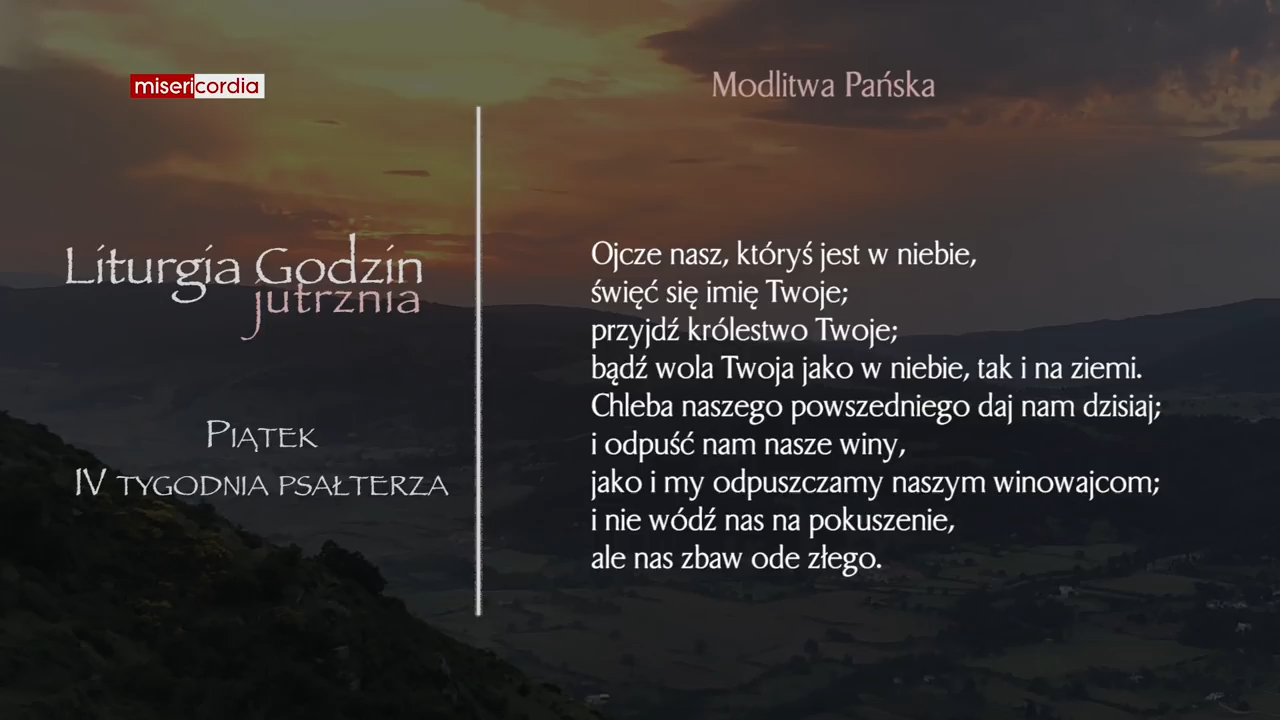 misericordia
Modlitwa Pańska
Liturgia Godzin
jutrznia
Piątek
IV tygodnia psałterza
Ojcze nasz, któryś jest w niebie,
święć się imię Twoje;
przyjdź królestwo Twoje;
bądź wola Twoja jako w niebie, tak i na ziemi.
Chleba naszego powszedniego daj nam dzisiaj;
i odpuść nam nasze winy,
jako i my odpuszczamy naszym winowajcom;
i nie wódź nas na pokuszenie,
ale nas zbaw ode złego.